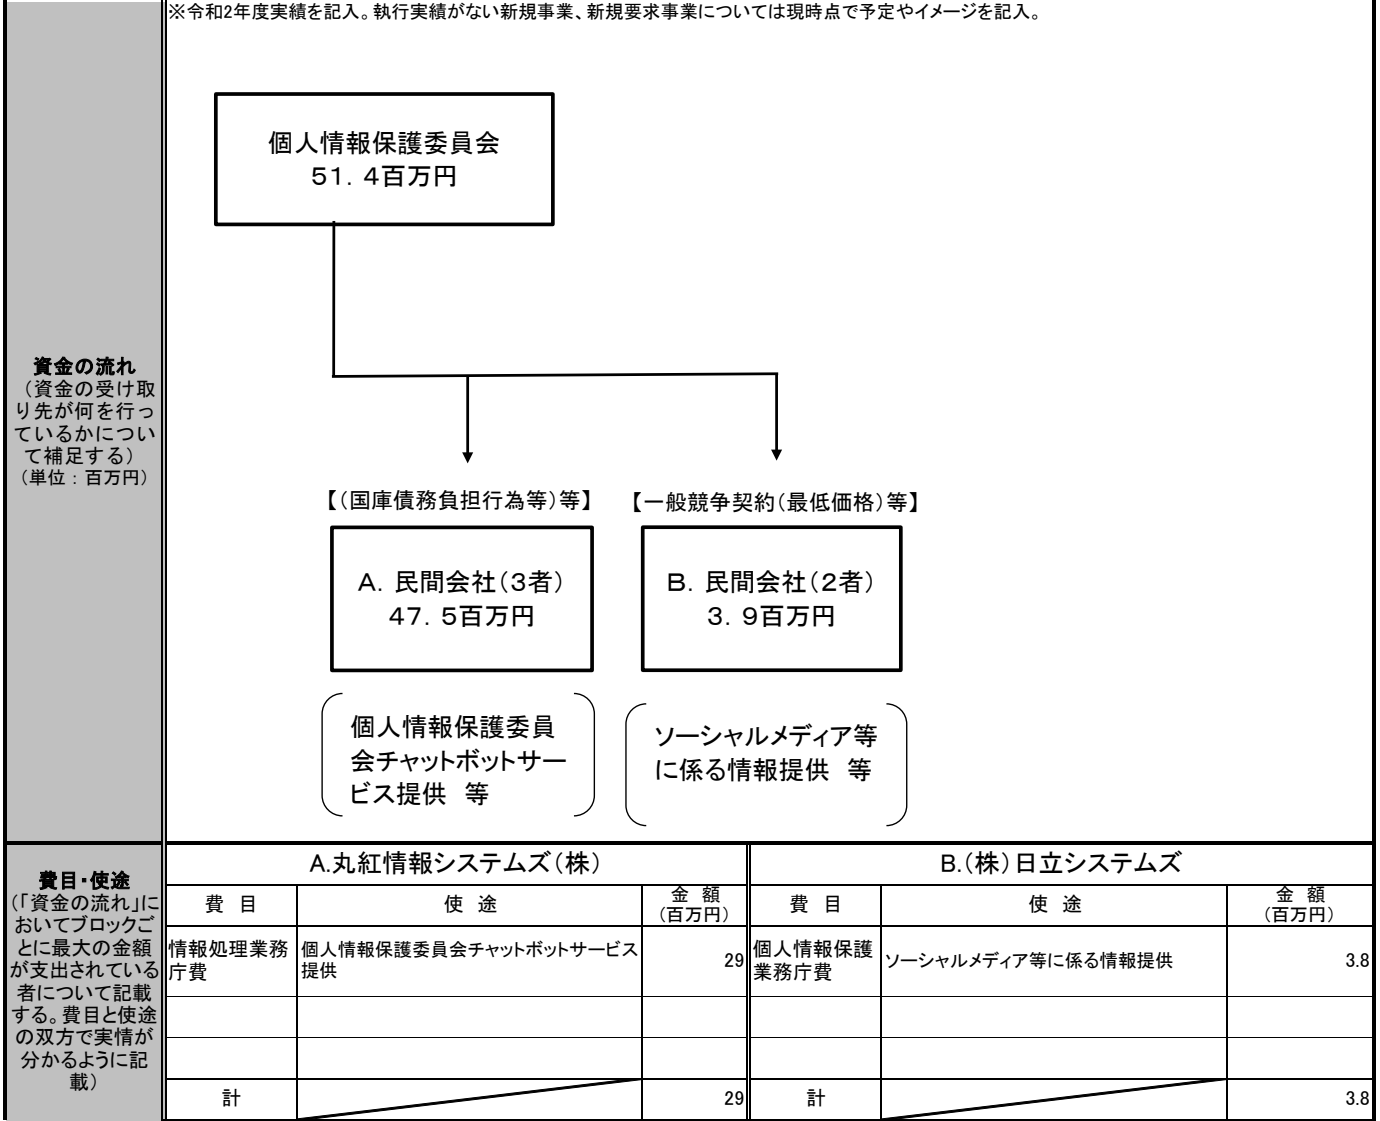 ※令和2年度実績を記入。執行実績がない新規事業、新規要求事業については現時点で予定やイメージを記入。
個人情報保護委員会
５１．４百万円
資金の流れ
（資金の受け取
り先が何を行っ
ているかについ
て補足する）
（単位：百万円）
【（国庫債務負担行為等）等】
【一般競争契約（最低価格）等】
Ａ．民間会社（３者）
４７．５百万円
Ｂ．民間会社（２者）
３．９百万円
個人情報保護委員
会チャットボットサー
ビス提供　等
ソーシャルメディア等
に係る情報提供　等
費目・使途
（「資金の流れ」に
おいてブロックご
とに最大の金額
が支出されている
者について記載
する。費目と使途
の双方で実情が
分かるように記
載）
A.丸紅情報システムズ（株）
B.（株）日立システムズ
費　目
使　途
金　額
（百万円）
費　目
使　途
金　額
（百万円）
情報処理業務
庁費
個人情報保護委員会チャットボットサービス
提供
29
個人情報保護
業務庁費
ソーシャルメディア等に係る情報提供
3.8
計
29
計
3.8